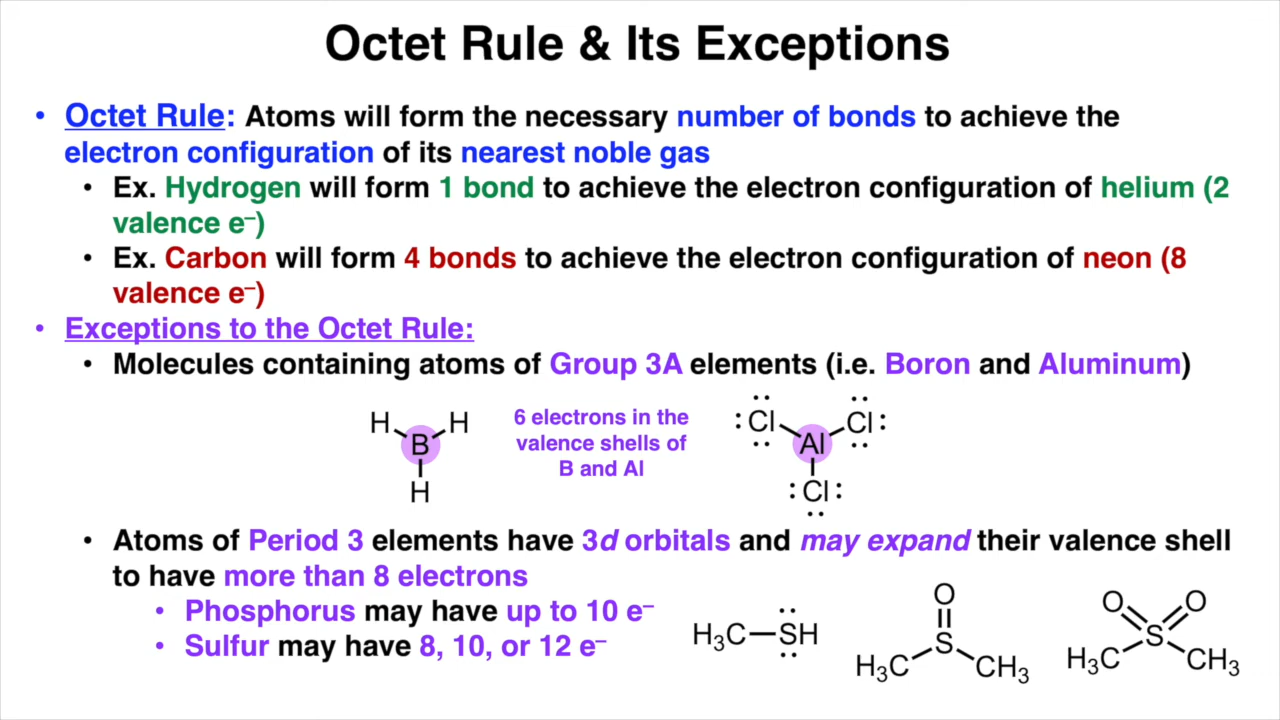 Octet Rule & Its Exceptions
• Octet Rule: Atoms will form the necessary number of bonds to achieve the
electron configuration of its nearest noble gas
• Ex. Hydrogen will form 1 bond to achieve the electron configuration of helium (2
valence e⁻)
• Ex. Carbon will form 4 bonds to achieve the electron configuration of neon (8
valence e⁻)
• Exceptions to the Octet Rule:
• Molecules containing atoms of Group 3A elements (i.e. Boron and Aluminum)
H H
B
H
6 electrons in the
valence shells of
B and Al
:Cl Cl:
Al
:Cl:
• Atoms of Period 3 elements have 3d orbitals and may expand their valence shell
to have more than 8 electrons
• Phosphorus may have up to 10 e⁻
• Sulfur may have 8, 10, or 12 e⁻
H₃C—SH
O
S
H₃C CH₃
O O
S
H₃C CH₃